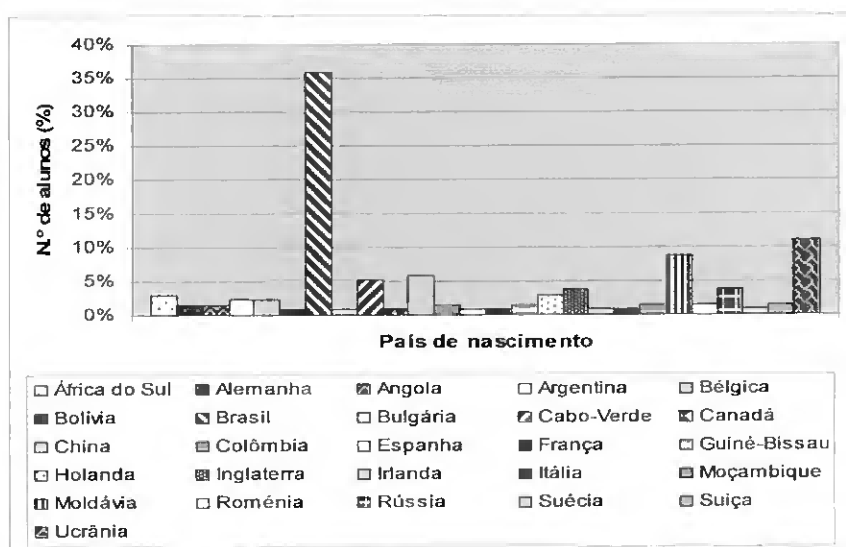 40%
35%
30%
25%
20%
15%
10%
5%
0%
N.º de alunos (%)
País de nascimento
África do Sul Alemanha Angola Argentina Bélgica
Bolívia Brasil Bulgária Cabo-Verde Canadá
China Colômbia Espanha França Guiné-Bissau
Holanda Inglaterra Irlanda Itália Moçambique
Moldávia Roménia Rússia Suécia Suiça
Ucrânia